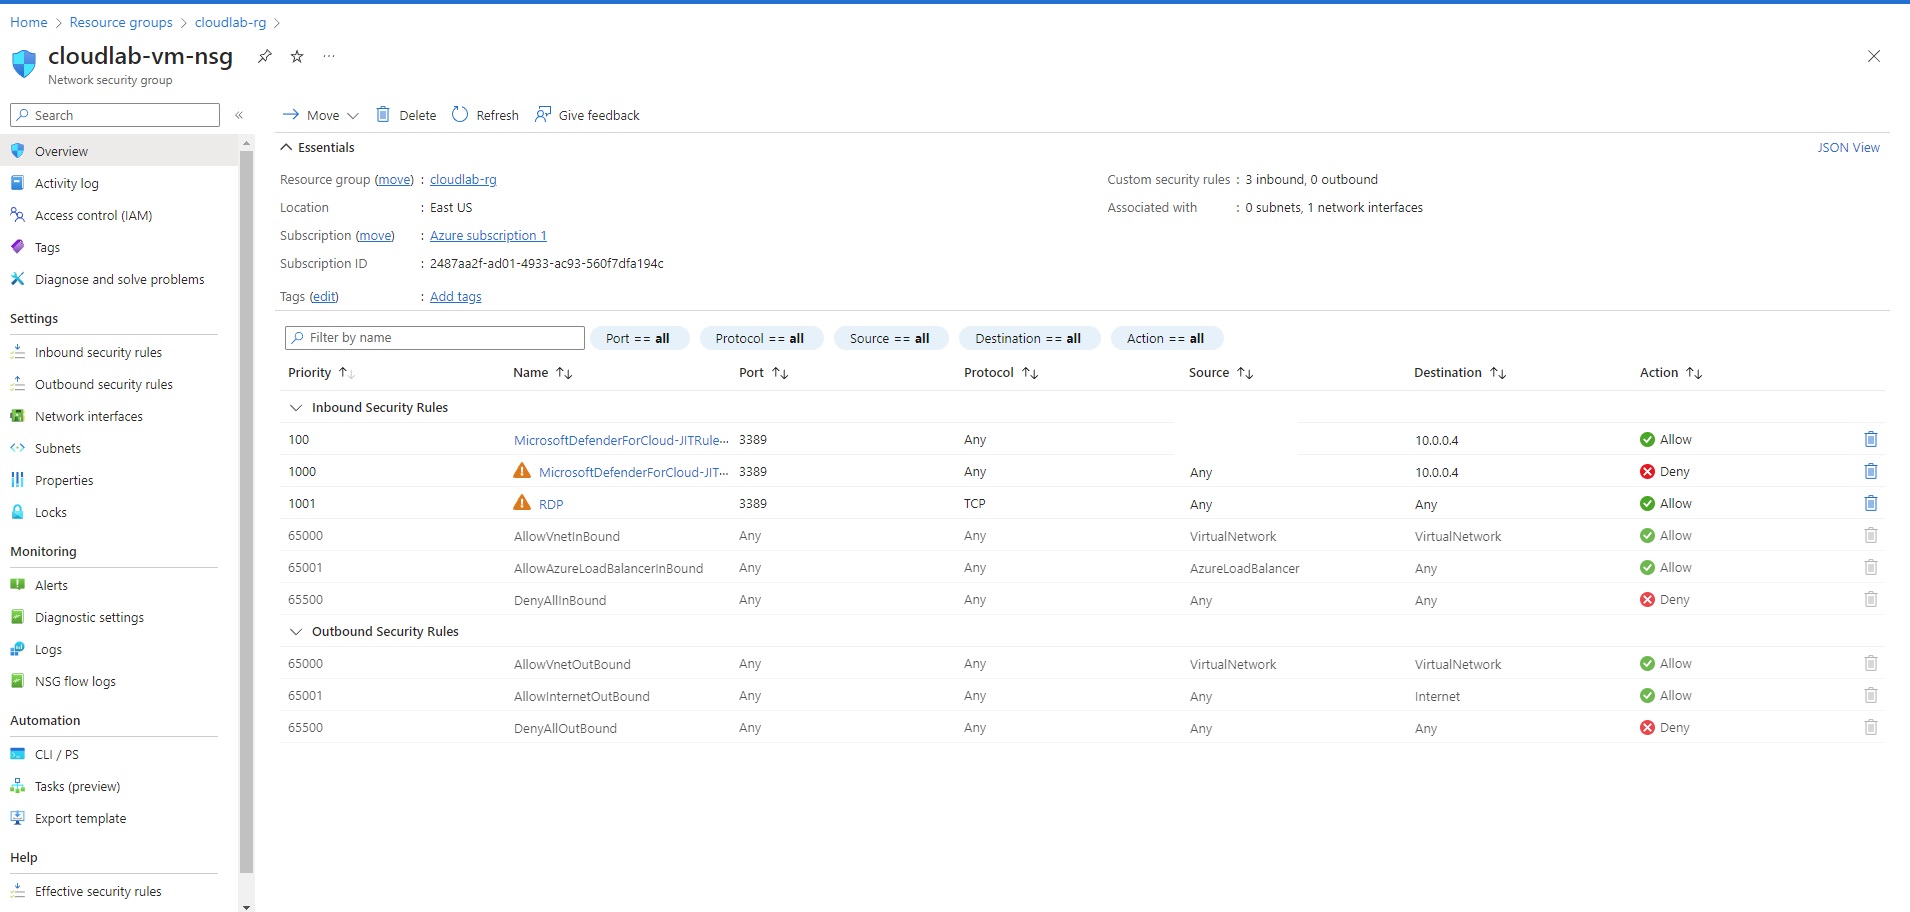 Home > Resource groups > cloudlab-rg >
cloudlab-vm-nsg ...
Network security group
Search «
Overview
Activity log
Access control (IAM)
Tags
Diagnose and solve problems
Settings
Inbound security rules
Outbound security rules
Network interfaces
Subnets
Properties
Locks
Monitoring
Alerts
Diagnostic settings
Logs
NSG flow logs
Automation
CLI / PS
Tasks (preview)
Export template
Help
Effective security rules
Move Delete Refresh Give feedback
Essentials JSON View
Resource group (move) : cloudlab-rg
Location : East US
Subscription (move) : Azure subscription 1
Subscription ID : 2487aa2f-ad01-4933-ac93-560f7dfa194c
Tags (edit) : Add tags
Custom security rules : 3 inbound, 0 outbound
Associated with : 0 subnets, 1 network interfaces
Filter by name Port == all Protocol == all Source == all Destination == all Action == all
Priority ↑↓ Name ↑↓ Port ↑↓ Protocol ↑↓ Source ↑↓ Destination ↑↓ Action ↑↓
Inbound Security Rules
100 MicrosoftDefenderForCloud-JITRule... 3389 Any 10.0.0.4 Allow
1000 MicrosoftDefenderForCloud-JIT... 3389 Any Any 10.0.0.4 Deny
1001 RDP 3389 TCP Any Any Allow
65000 AllowVnetInBound Any Any VirtualNetwork VirtualNetwork Allow
65001 AllowAzureLoadBalancerInBound Any Any AzureLoadBalancer Any Allow
65500 DenyAllInBound Any Any Any Any Deny
Outbound Security Rules
65000 AllowVnetOutBound Any Any VirtualNetwork VirtualNetwork Allow
65001 AllowInternetOutBound Any Any Any Internet Allow
65500 DenyAllOutBound Any Any Any Any Deny